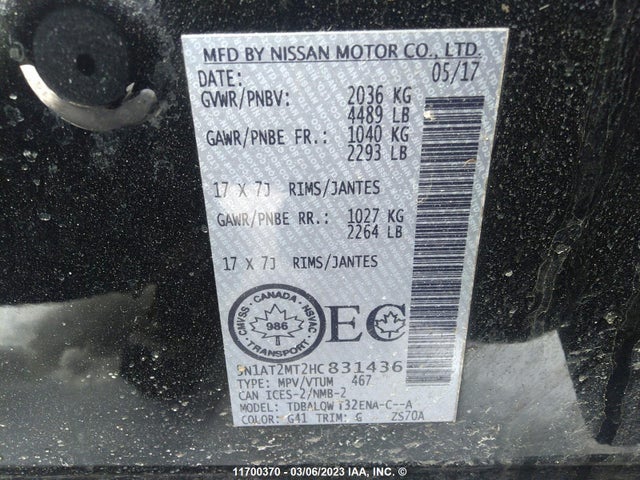 MFD BY NISSAN MOTOR CO., LTD.
DATE: 05/17
GVWR/PNBV: 2036 KG
4489 LB
GAWR/PNBE FR.: 1040 KG
2293 LB
17 X 7J RIMS/JANTES
GAWR/PNBE RR.: 1027 KG
2264 LB
17 X 7J RIMS/JANTES
CANADA
CMVSS NSVAC
986
TRANSPORT
EC
5N1AT2MT2HC831436
TYPE: MPV/VTUM 467
CAN ICES-2/NMB-2
MODEL: TDBALQWT32ENA-C--A
COLOR: G41 TRIM: G ZS70A
11700370 - 03/06/2023 IAA, INC. ©